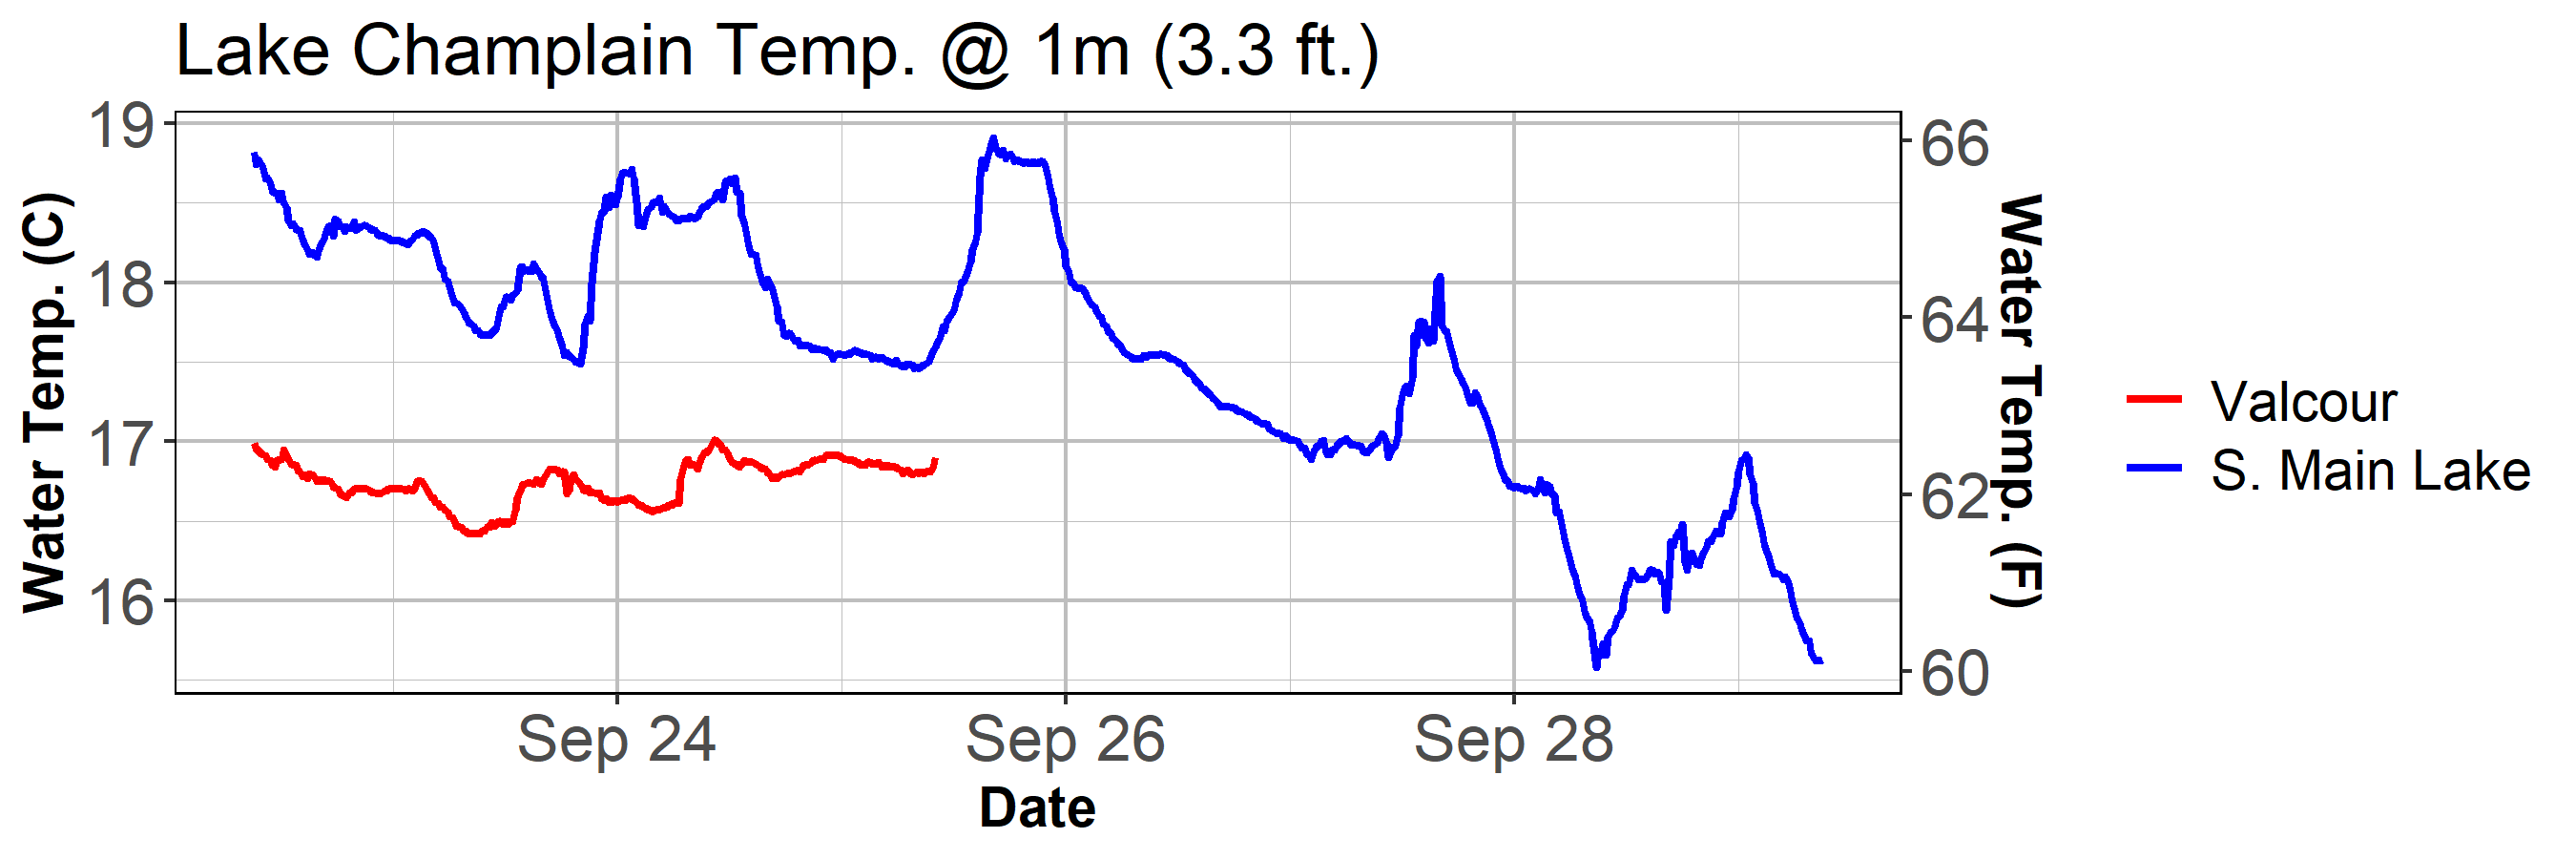 Lake Champlain Temp. @ 1m (3.3 ft.)
Water Temp. (C)
19
18
17
16
66
64
62
60
Water Temp. (F)
Sep 24
Sep 26
Sep 28
Date
Valcour
S. Main Lake